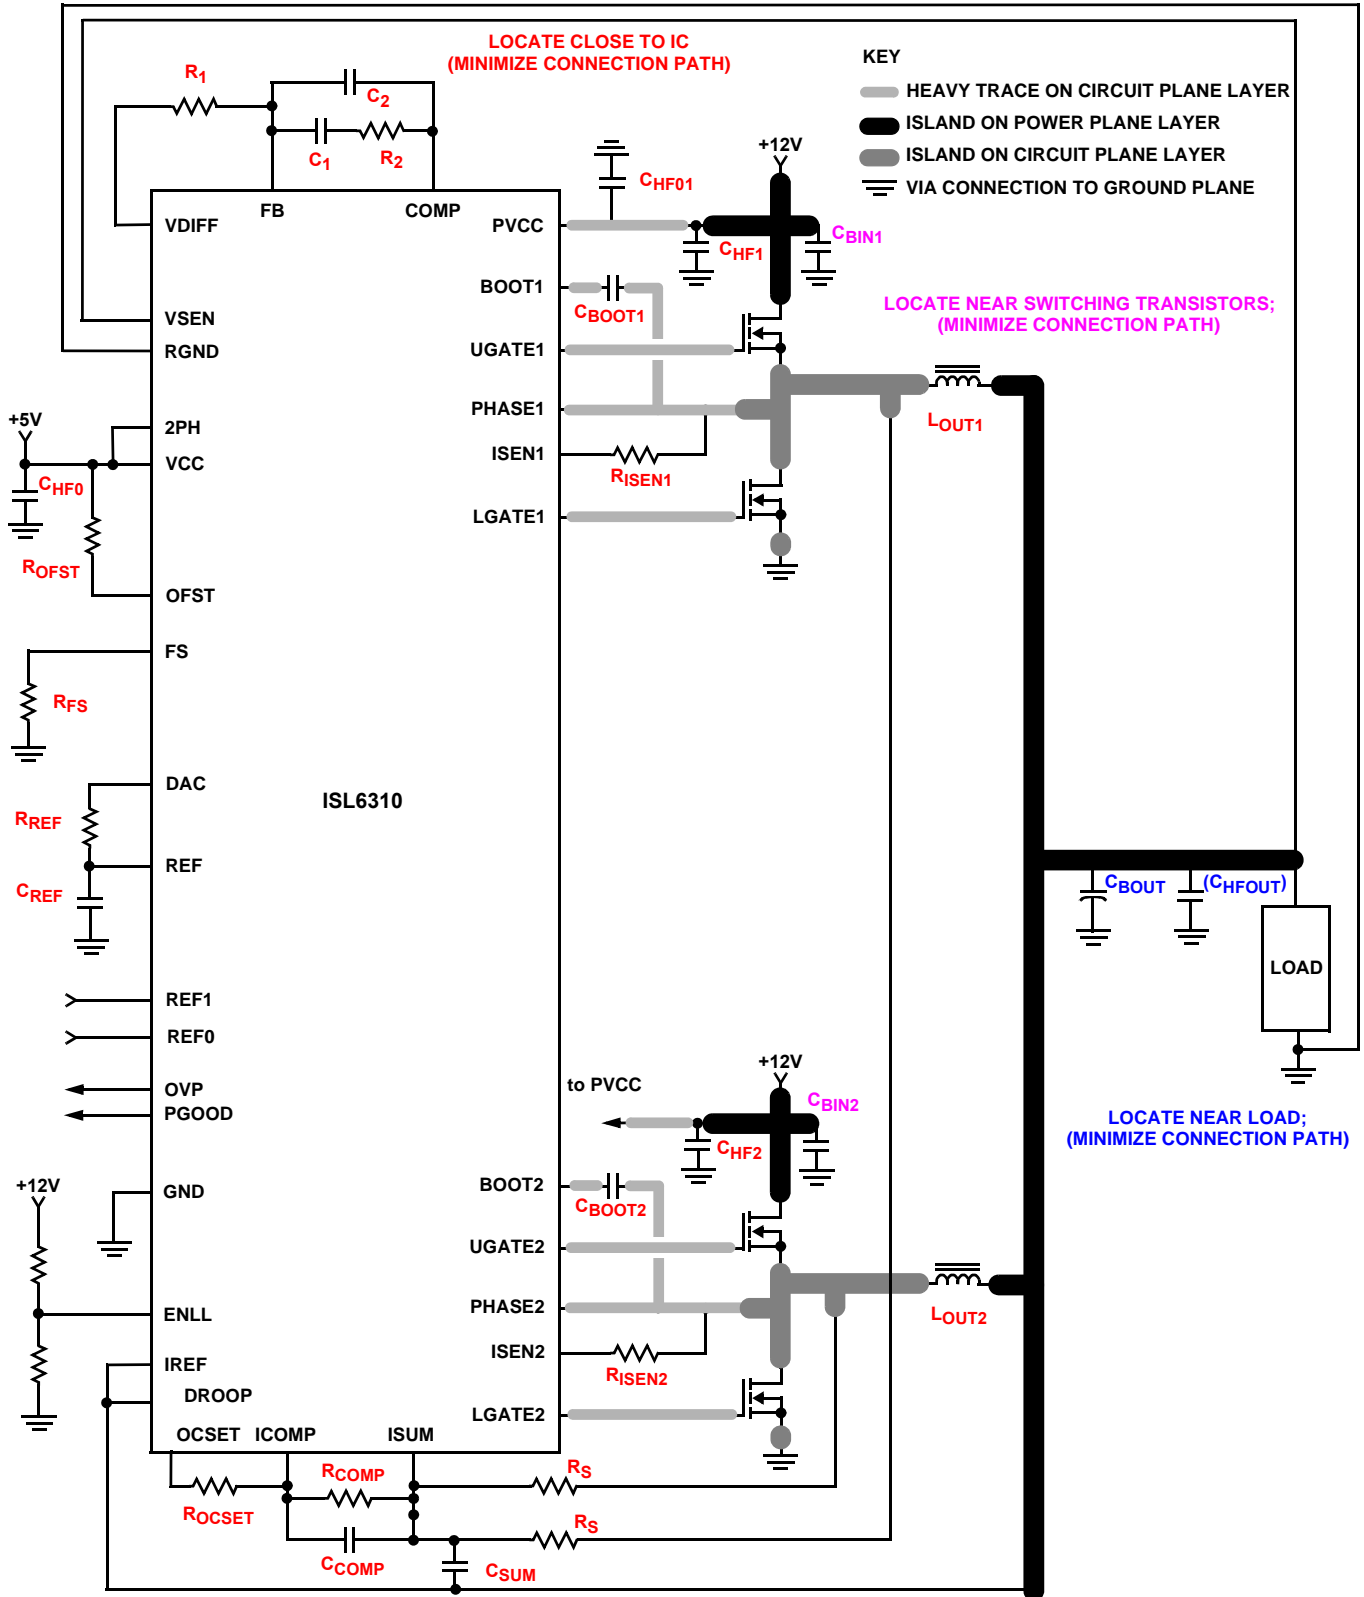 LOCATE CLOSE TO IC
(MINIMIZE CONNECTION PATH)
KEY
HEAVY TRACE ON CIRCUIT PLANE LAYER
ISLAND ON POWER PLANE LAYER
ISLAND ON CIRCUIT PLANE LAYER
VIA CONNECTION TO GROUND PLANE
R1
C2
C1
R2
+12V
CHF01
FB
COMP
VDIFF
PVCC
CHF1
CBIN1
BOOT1
CBOOT1
LOCATE NEAR SWITCHING TRANSISTORS;
(MINIMIZE CONNECTION PATH)
VSEN
RGND
UGATE1
PHASE1
LOUT1
+5V
2PH
VCC
ISEN1
RISEN1
CHF0
LGATE1
ROFST
OFST
FS
RFS
DAC
ISL6310
RREF
REF
CREF
CBOUT
(CHFOUT)
LOAD
REF1
REF0
OVP
PGOOD
to PVCC
+12V
CBIN2
CHF2
LOCATE NEAR LOAD;
(MINIMIZE CONNECTION PATH)
+12V
GND
BOOT2
CBOOT2
UGATE2
ENLL
PHASE2
LOUT2
IREF
ISEN2
RISEN2
DROOP
LGATE2
OCSET
ICOMP
ISUM
RCOMP
RS
ROCSET
RS
CCOMP
CSUM